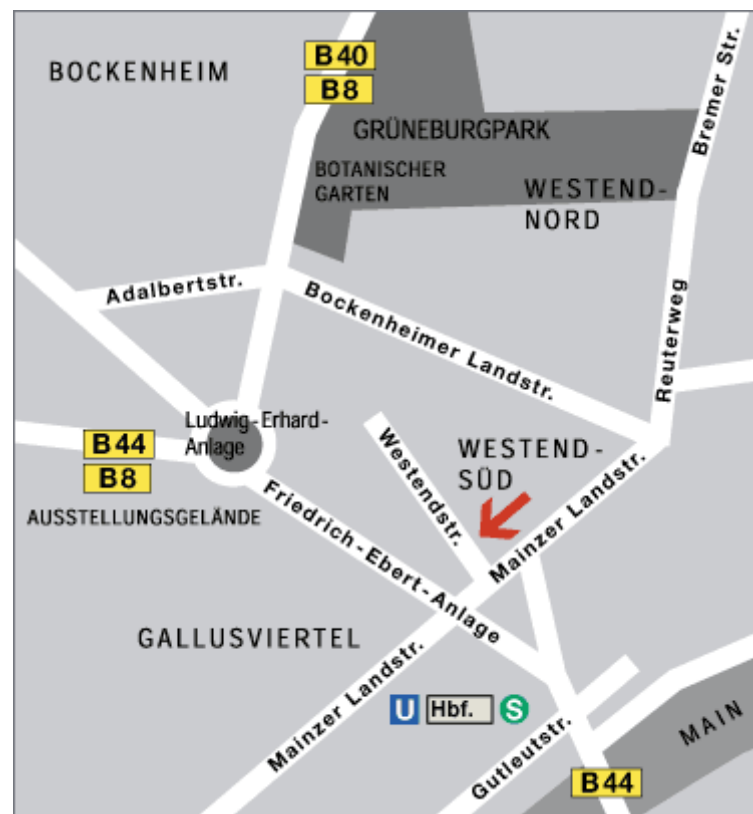 B40
B8
BOCKENHEIM
Bremer Str.
GRÜNEBURGPARK
BOTANISCHER
GARTEN
WESTEND-
NORD
Adalbertstr.
Bockenheimer Landstr.
Reuterweg
Ludwig-Erhard-
Anlage
B44
B8
AUSSTELLUNGSGELÄNDE
Westendstr.
WESTEND-
SÜD
Mainzer Landstr.
Friedrich-Ebert-Anlage
GALLUSVIERTEL
Mainzer Landstr.
U Hbf. S
Gutleutstr.
MAIN
B44